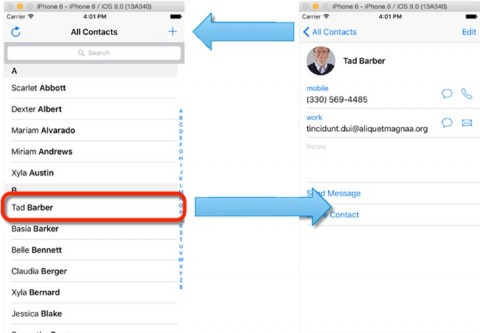 iPhone 6 - iPhone 6 / iOS 9.0 (13A340)
Carrier 4:01 PM
All Contacts
Search
A
Scarlet Abbott
Dexter Albert
Mariam Alvarado
Miriam Andrews
Xyla Austin
B
Tad Barber
Basia Barker
Belle Bennett
Claudia Berger
Xyla Bernard
Jessica Blake
A
B
C
D
E
F
G
H
I
J
K
L
S
T
U
V
W
X
Y
Z
iPhone 6 - iPhone 6 / iOS 9.0 (13A340)
Carrier 4:01 PM
All Contacts Edit
Tad Barber
mobile
(330) 569-4485
work
tincidunt.dui@aliquetmagnaa.org
Notes
Send Message
Contact